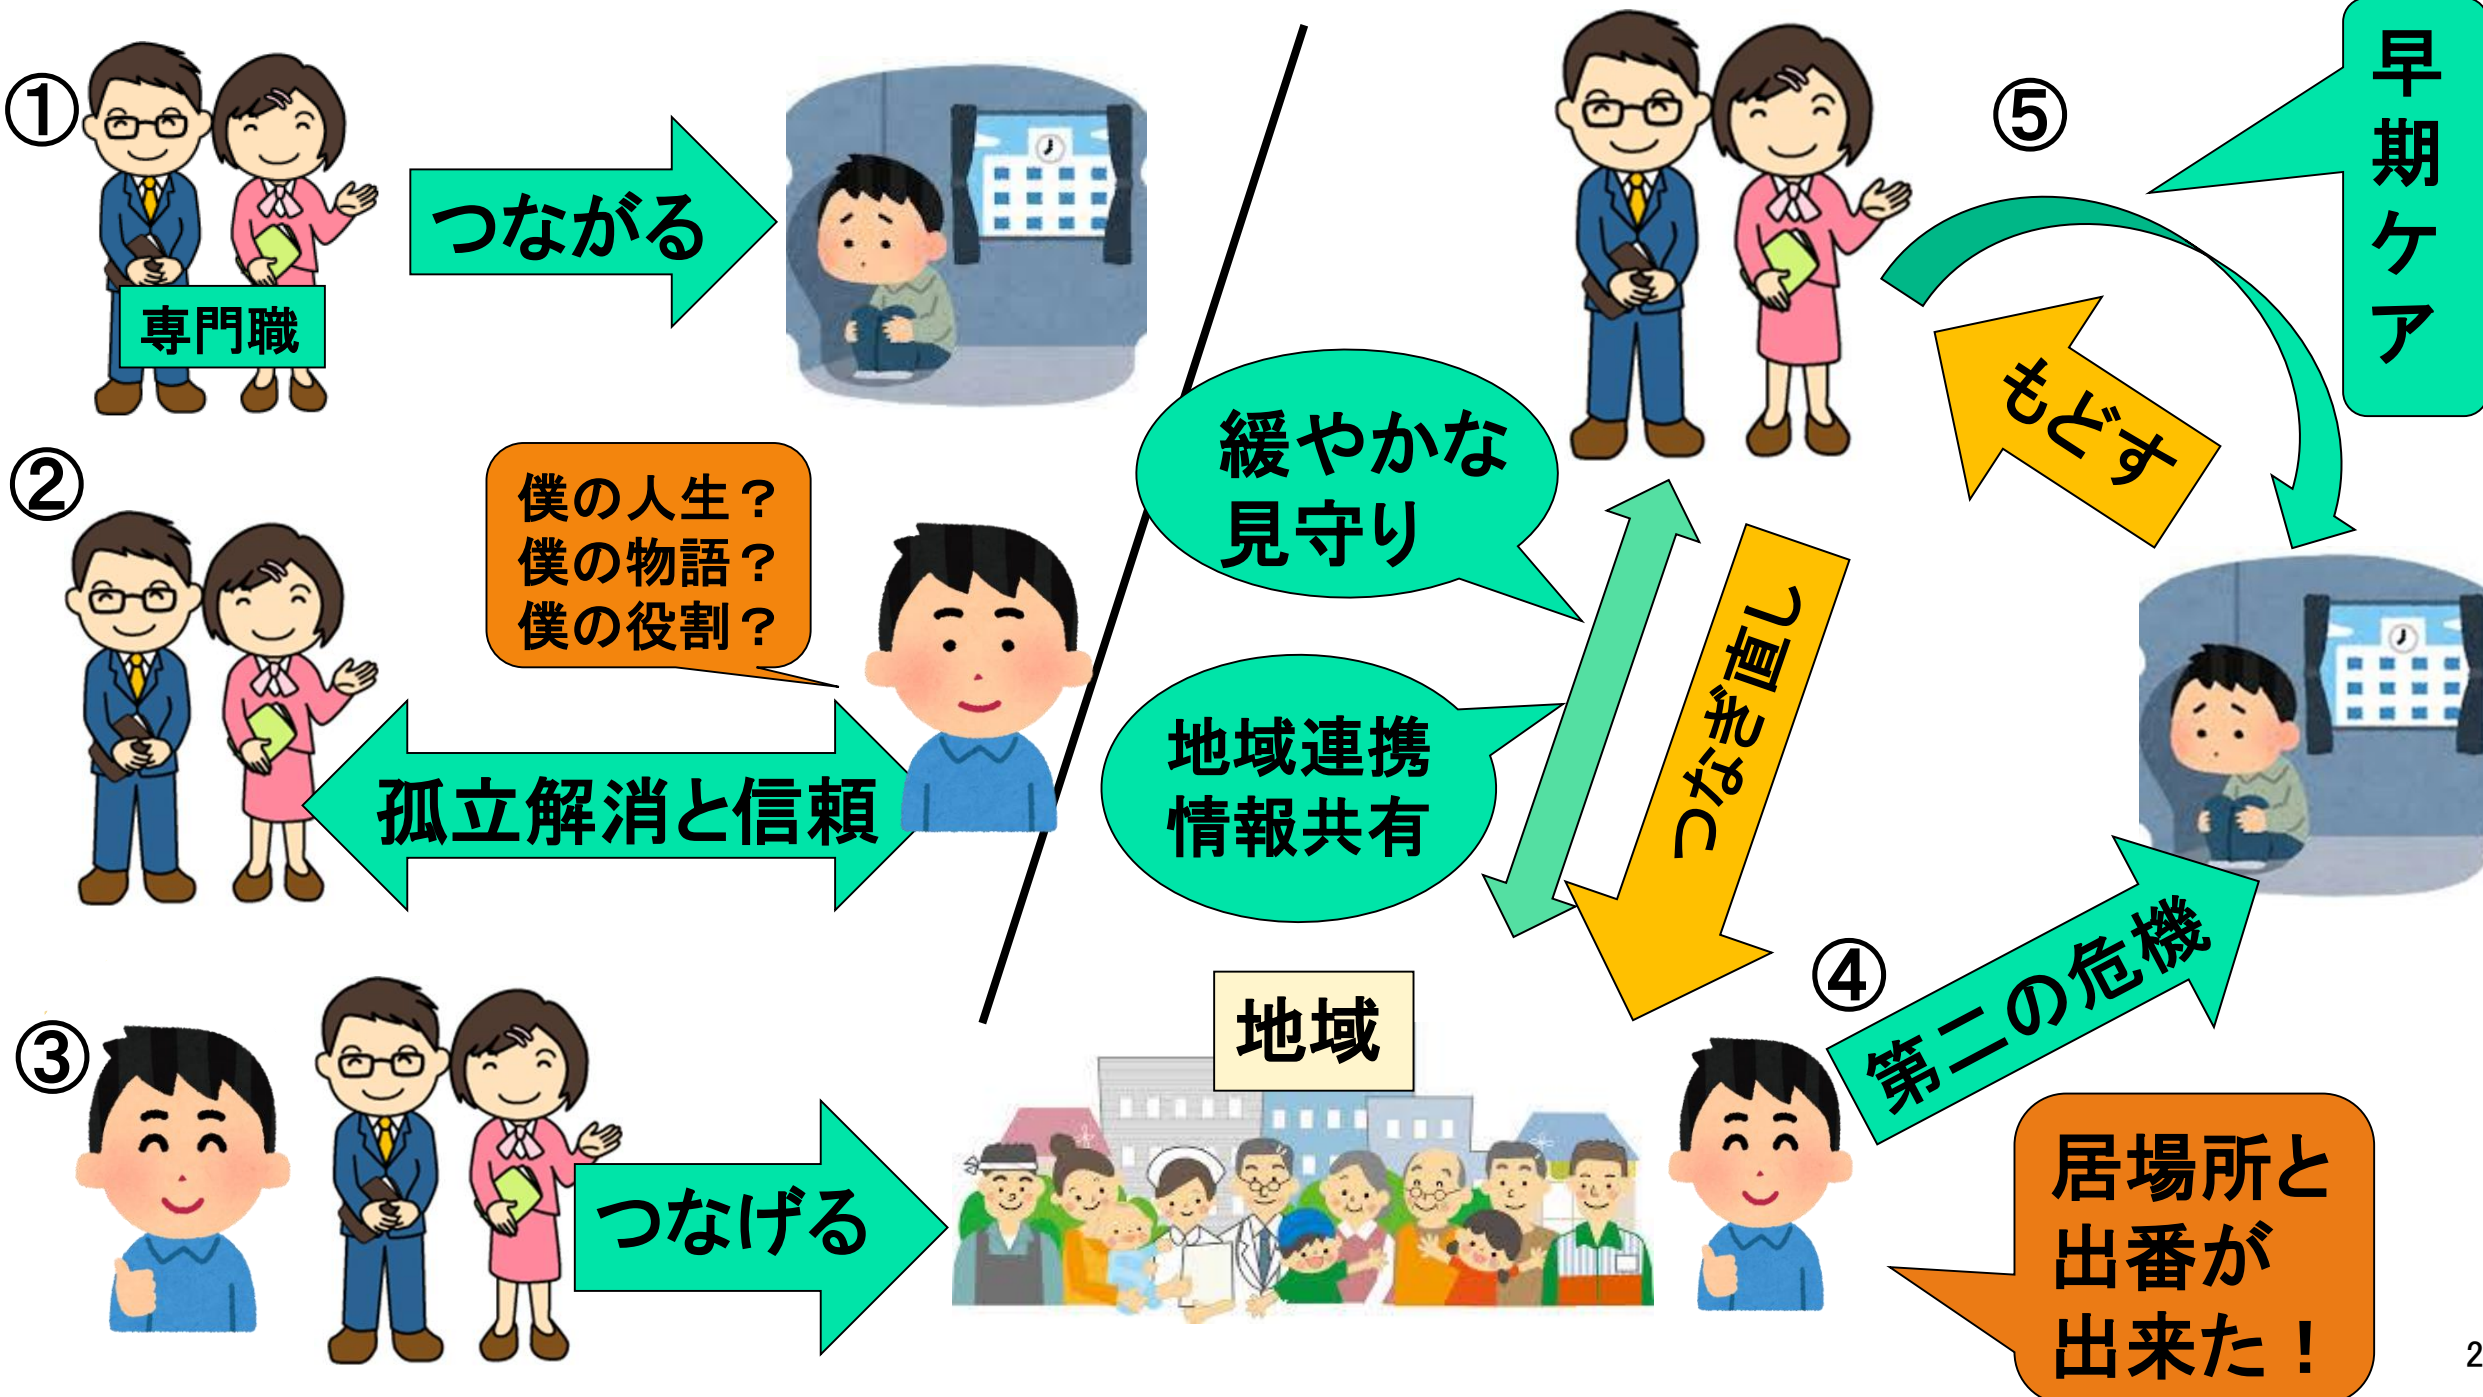 ①
つながる
専門職
②
僕の人生？
僕の物語？
僕の役割？
孤立解消と信頼
③
つなげる
緩やかな
見守り
地域連携
情報共有
つなぎ直し
地域
④
第二の危機
居場所と
出番が
出来た！
⑤
早
期
ケ
ア
もどす
2